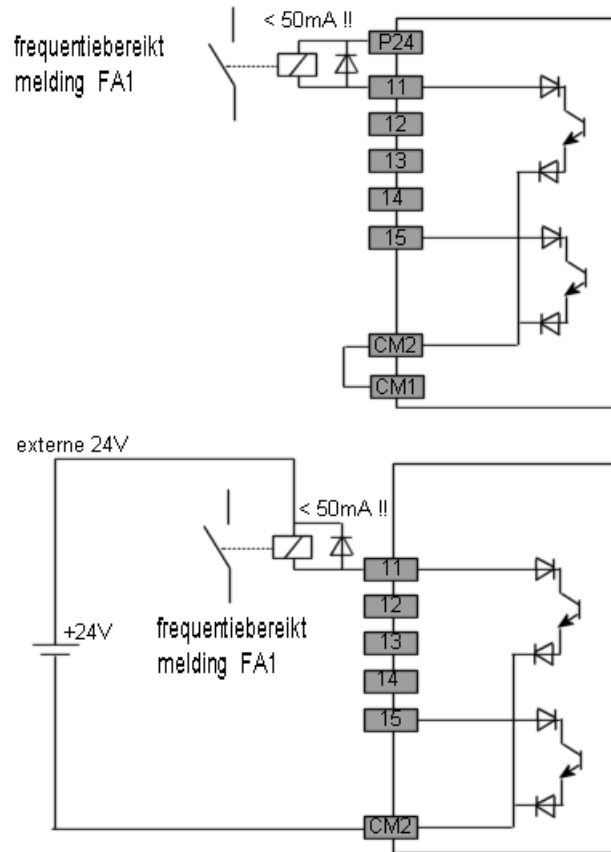 < 50mA !!
frequentiebereikt
melding FA1
P24
11
12
13
14
15
CM2
CM1
externe 24V
< 50mA !!
+24V
frequentiebereikt
melding FA1
11
12
13
14
15
CM2